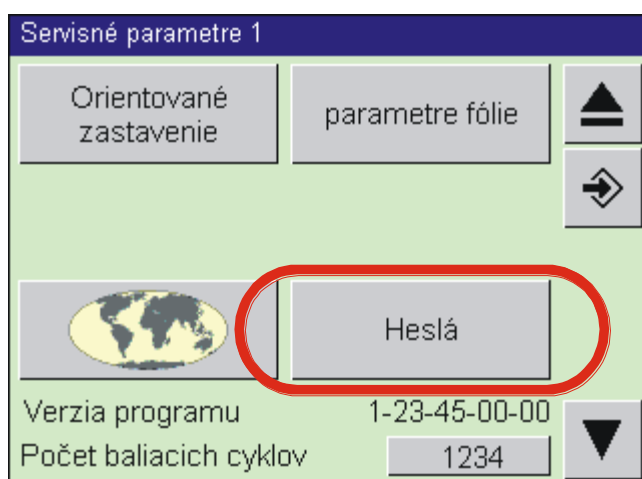 Servisné parametre 1
Orientované
zastavenie
parametre fólie
Heslá
Verzia programu 1-23-45-00-00
Počet baliacich cyklov 1234